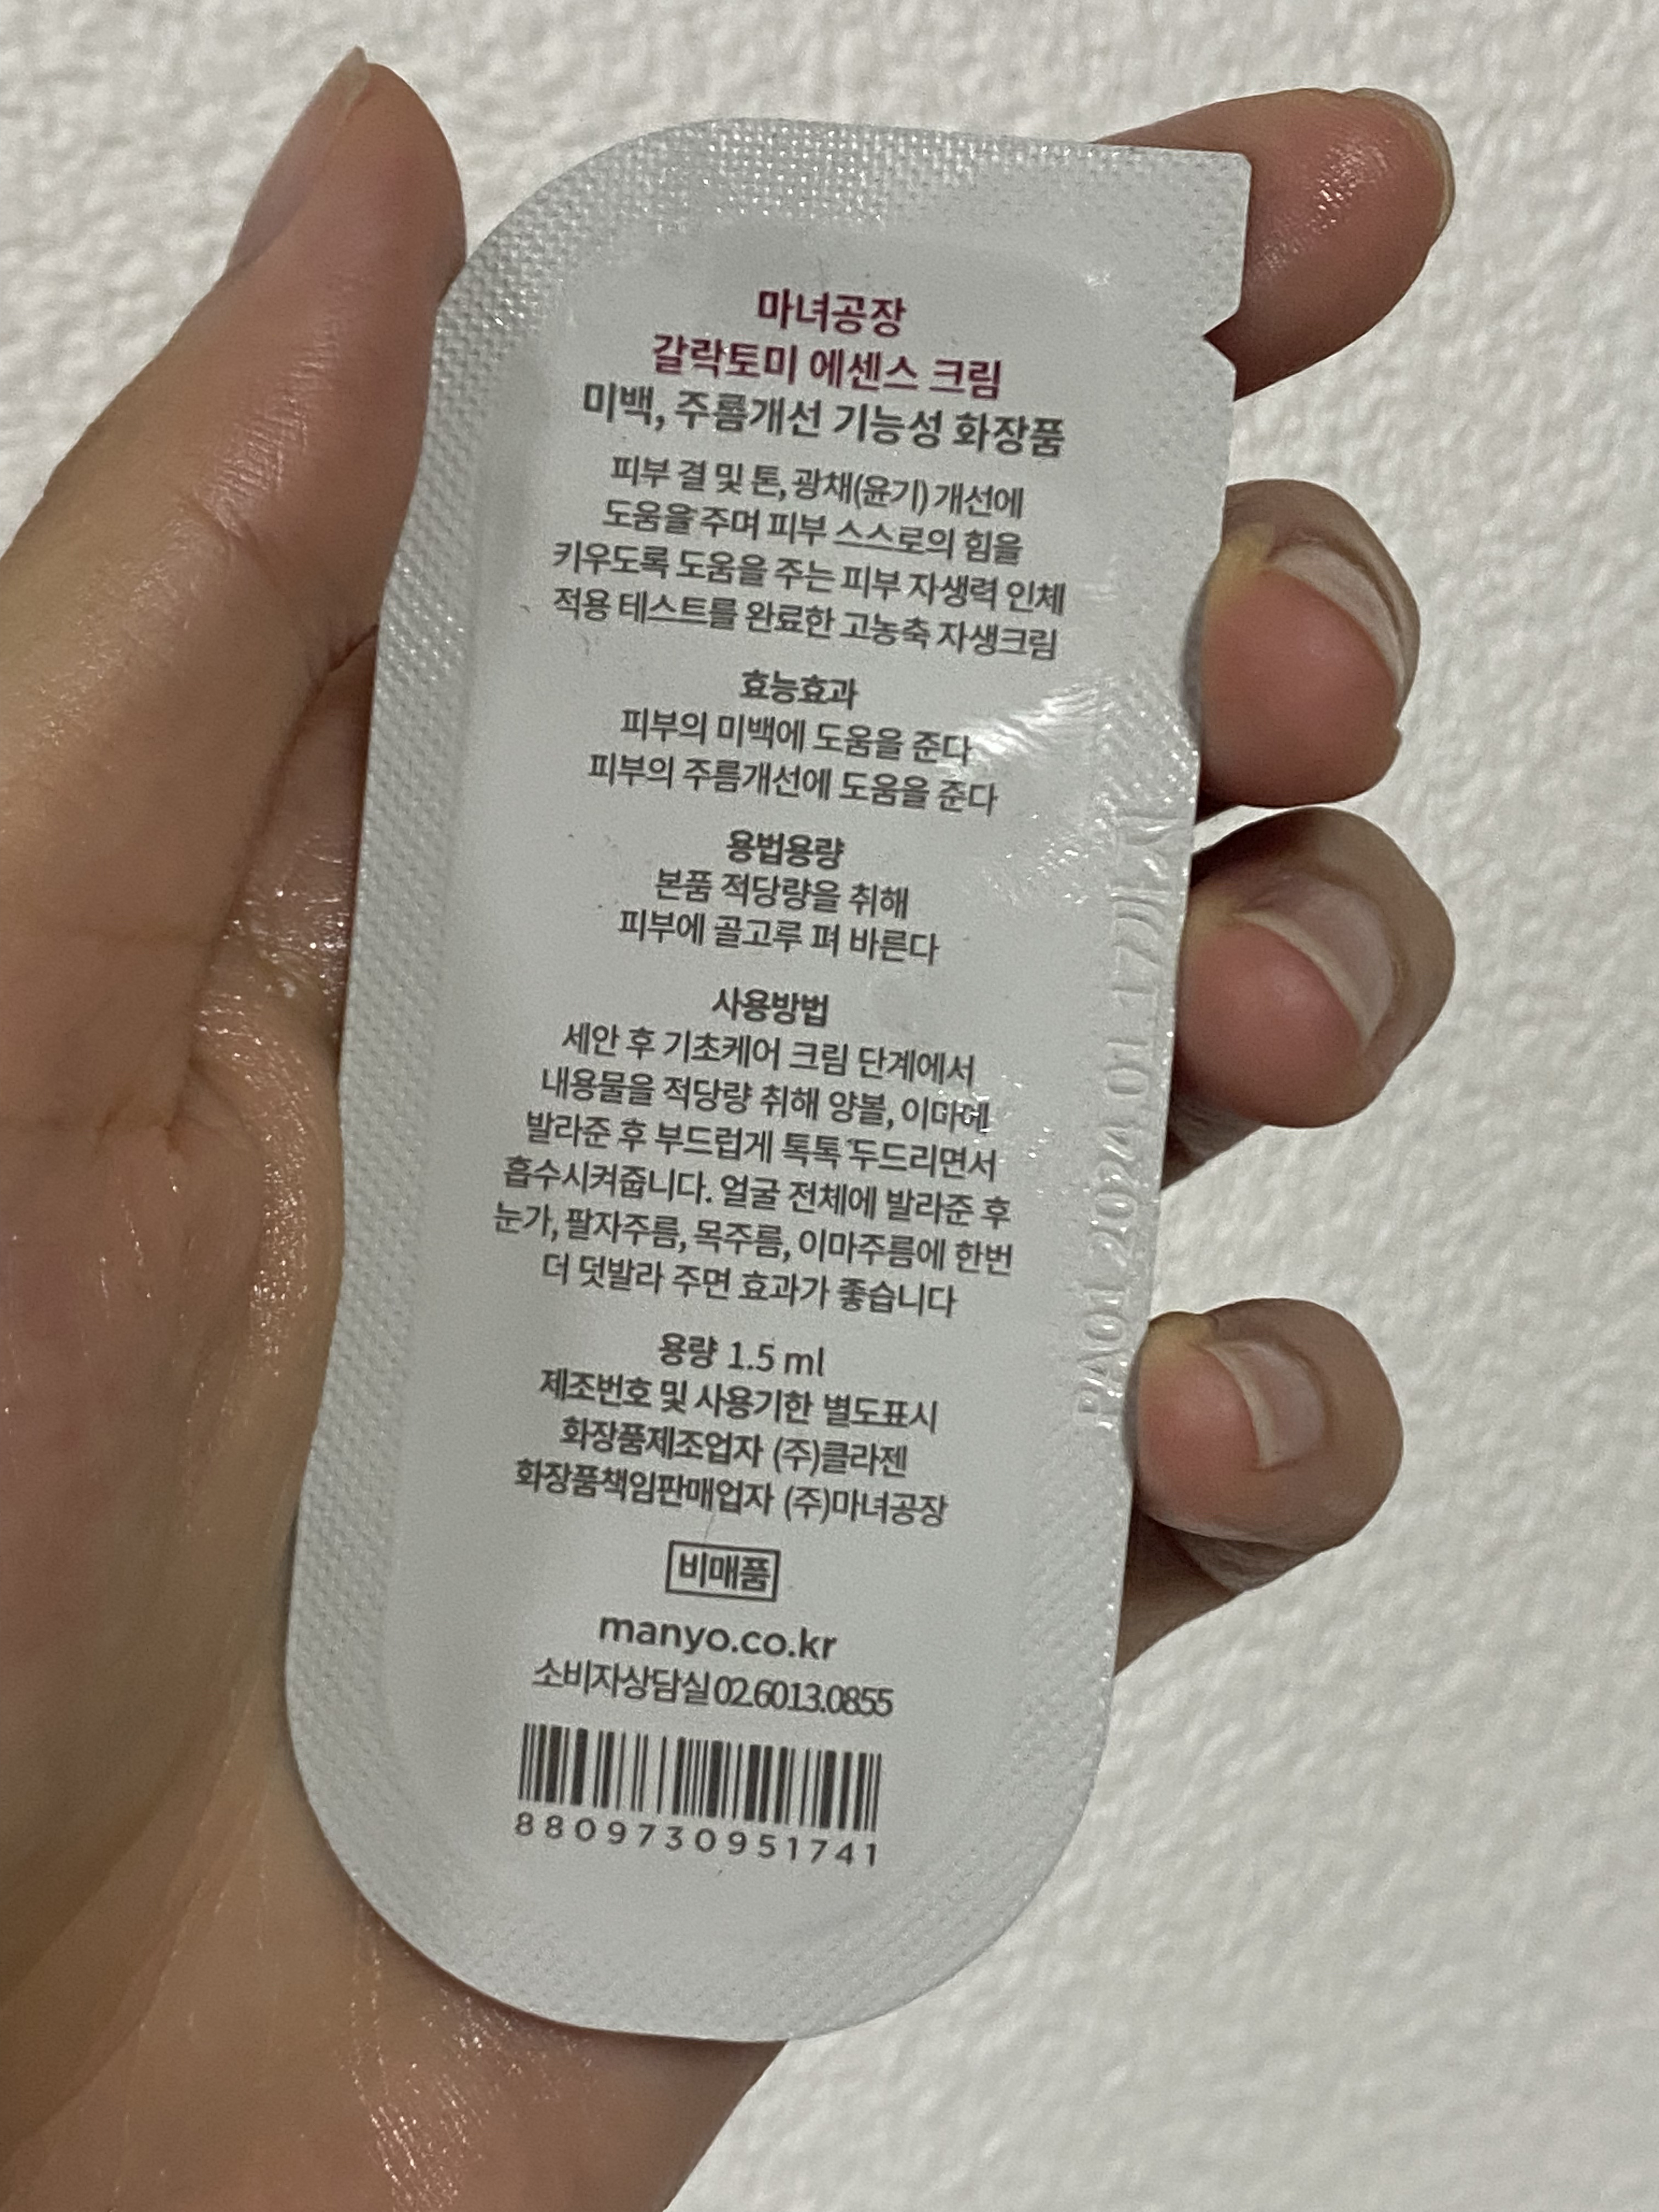 마녀공장
갈락토미 에센스 크림
미백, 주름개선 기능성 화장품
피부 결 및 톤, 광채(윤기) 개선에
도움을 주며 피부 스스로의 힘을
키우도록 도움을 주는 피부 자생력 인체
적용 테스트를 완료한 고농축 자생크림
효능효과
피부의 미백에 도움을 준다
피부의 주름개선에 도움을 준다
용법용량
본품 적당량을 취해
피부에 골고루 펴 바른다
사용방법
세안 후 기초케어 크림 단계에서
내용물을 적당량 취해 양볼, 이마에
발라준 후 부드럽게 톡톡 두드리면서
흡수시켜줍니다. 얼굴 전체에 발라준 후
눈가, 팔자주름, 목주름, 이마주름에 한번
더 덧발라 주면 효과가 좋습니다
용량 1.5 ml
제조번호 및 사용기한 별도표시
화장품제조업자 (주)클라젠
화장품책임판매업자 (주)마녀공장
비매품
manyo.co.kr
소비자상담실 02.6013.0855
8809730951741
PA01 2024.01.17까지